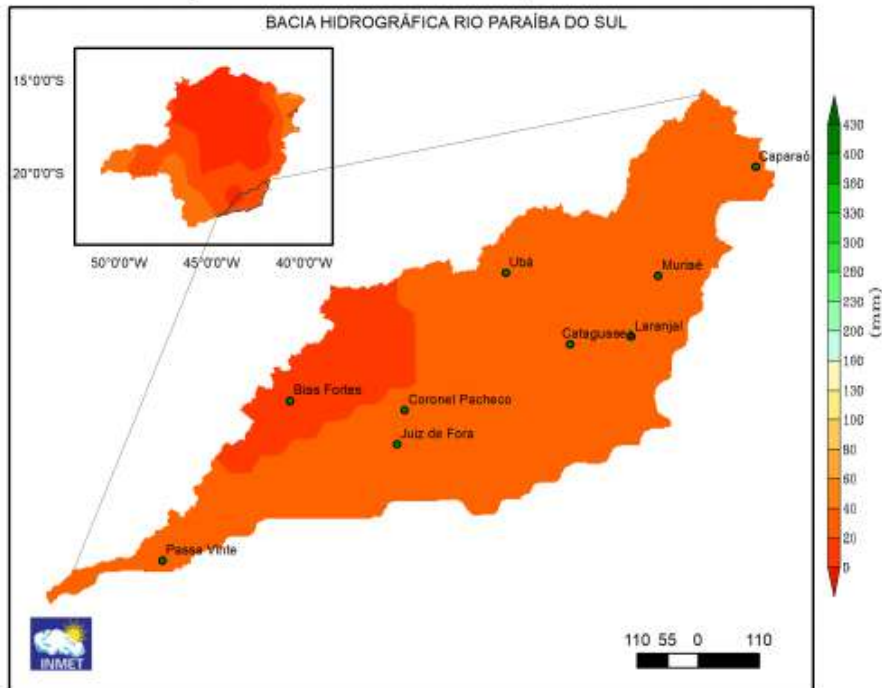 BACIA HIDROGRÁFICA RIO PARAÍBA DO SUL
15°0'0"S
20°0'0"S
50°0'0"W 45°0'0"W 40°0'0"W
Caparaó
Ubá
Muriaé
Laranjal
Cataguases
Bias Fortes
Coronel Pacheco
Juiz de Fora
Passa Vinte
430
400
360
330
300
260
230
200
160
130
100
80
60
40
20
0
(mm)
INMET
110 55 0 110